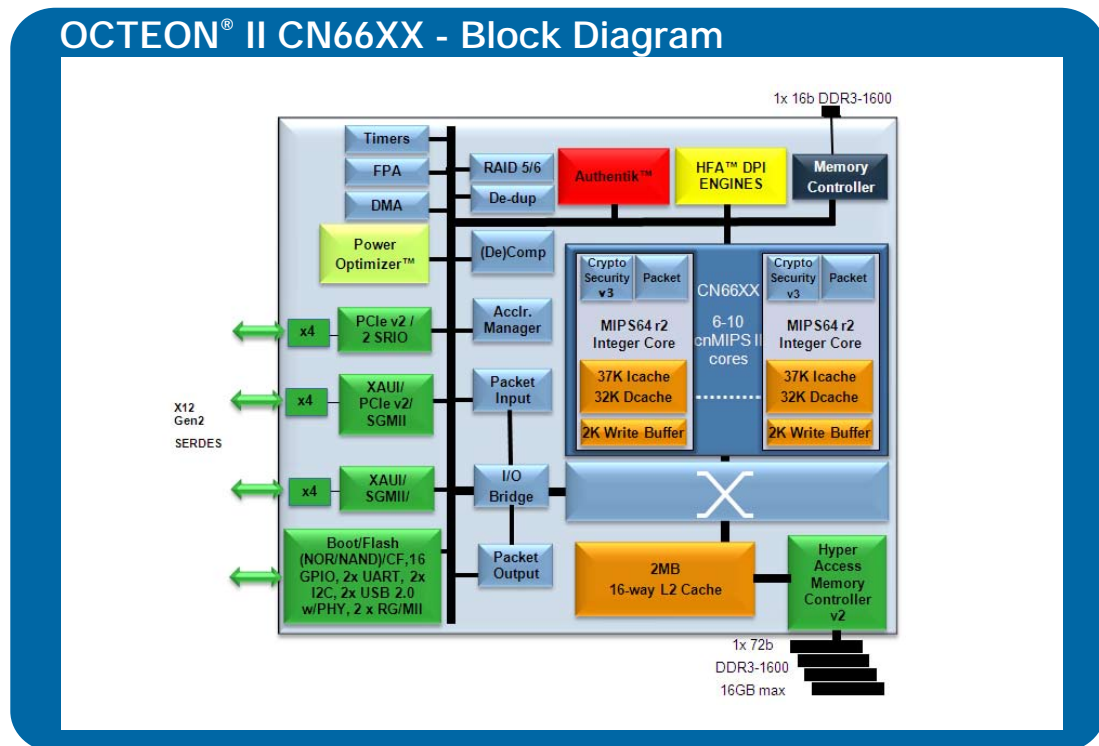 OCTEON® II CN66XX - Block Diagram
1x 16b DDR3-1600
Timers
FPA
DMA
Power
Optimizer™
RAID 5/6
De-dup
(De)Comp
Acclr.
Manager
Authentik™
HFA™ DPI
ENGINES
Memory
Controller
Crypto
Security
v3
Packet
MIPS64 r2
Integer Core
37K Icache
32K Dcache
2K Write Buffer
CN66XX
6-10
cnMIPS II
cores
Crypto
Security
v3
Packet
MIPS64 r2
Integer Core
37K Icache
32K Dcache
2K Write Buffer
X12
Gen2
SERDES
x4
PCIe v2 /
2 SRIO
x4
XAUI/
PCIe v2/
SGMII
x4
XAUI/
SGMII/
Boot/Flash
(NOR/NAND)/CF,16
GPIO, 2x UART, 2x
I2C, 2x USB 2.0
w/PHY, 2 x RG/MII
Packet
Input
I/O
Bridge
Packet
Output
2MB
16-way L2 Cache
Hyper
Access
Memory
Controller
v2
1x 72b
DDR3-1600
16GB max